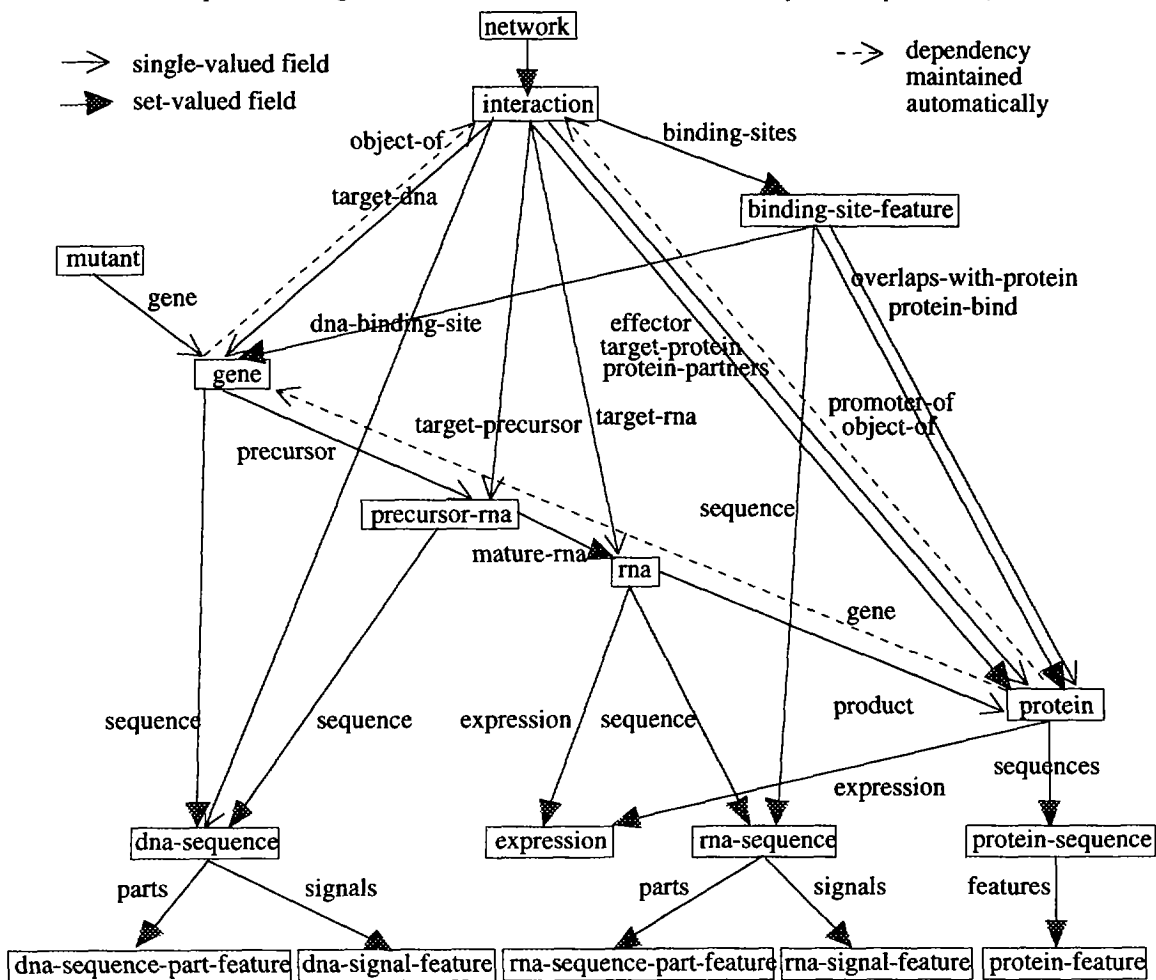 network
single-valued field
set-valued field
dependency
maintained
automatically
interaction
object-of
binding-sites
target-dna
binding-site-feature
mutant
gene
overlaps-with-protein
protein-bind
dna-binding-site
effector
target-protein
protein-partners
gene
promoter-of
object-of
target-precursor
target-rna
precursor
precursor-rna
sequence
mature-rna
rna
gene
sequence
sequence
expression
sequence
product
protein
sequences
expression
dna-sequence
expression
rna-sequence
protein-sequence
parts
signals
parts
signals
features
dna-sequence-part-feature
dna-signal-feature
rna-sequence-part-feature
rna-signal-feature
protein-feature